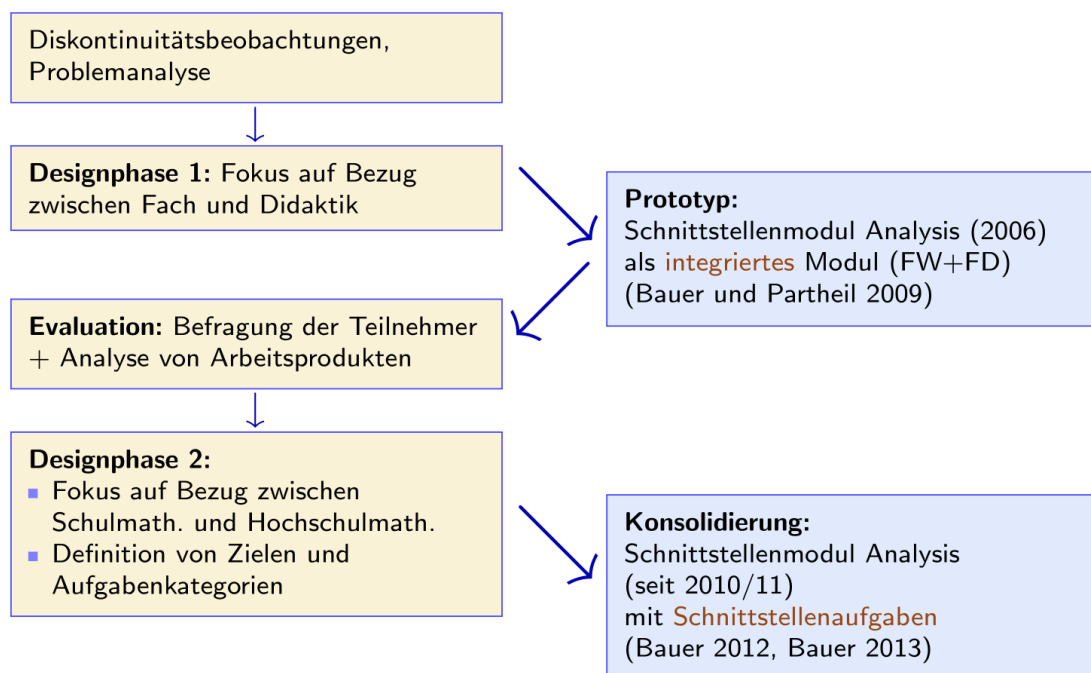 Diskontinuitätsbeobachtungen,
Problemanalyse
Designphase 1: Fokus auf Bezug
zwischen Fach und Didaktik
Prototyp:
Schnittstellenmodul Analysis (2006)
als integriertes Modul (FW+FD)
(Bauer und Partheil 2009)
Evaluation: Befragung der Teilnehmer
+ Analyse von Arbeitsprodukten
Designphase 2:
Fokus auf Bezug zwischen
Schulmath. und Hochschulmath.
Definition von Zielen und
Aufgabenkategorien
Konsolidierung:
Schnittstellenmodul Analysis
(seit 2010/11)
mit Schnittstellenaufgaben
(Bauer 2012, Bauer 2013)